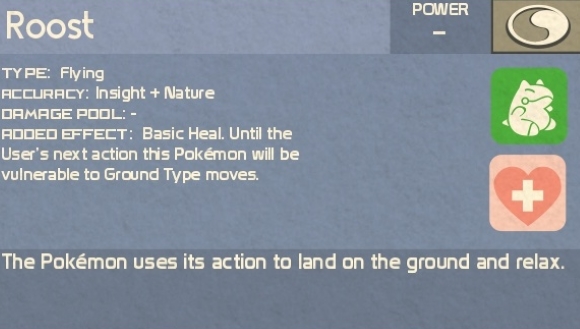 Roost
POWER
–
TYPE: Flying
ACCURACY: Insight + Nature
DAMAGE POOL: -
ADDED EFFECT: Basic Heal. Until the
User's next action this Pokémon will be
vulnerable to Ground Type moves.
The Pokémon uses its action to land on the ground and relax.